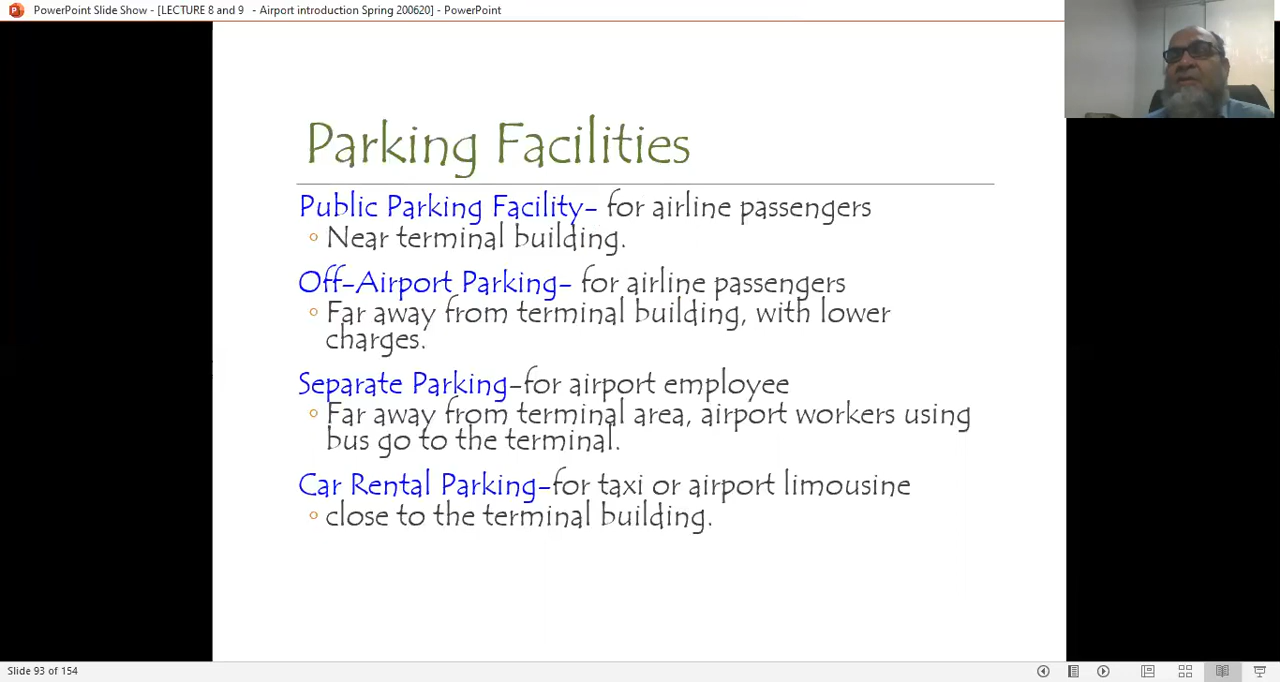 PowerPoint Slide Show - [LECTURE 8 and 9 - Airport introduction Spring 200620] - PowerPoint
Parking Facilities
Public Parking Facility- for airline passengers
◦ Near terminal building.
Off-Airport Parking- for airline passengers
◦ Far away from terminal building, with lower
charges.
Separate Parking-for airport employee
◦ Far away from terminal area, airport workers using
bus go to the terminal.
Car Rental Parking-for taxi or airport limousine
◦ close to the terminal building.
Slide 93 of 154